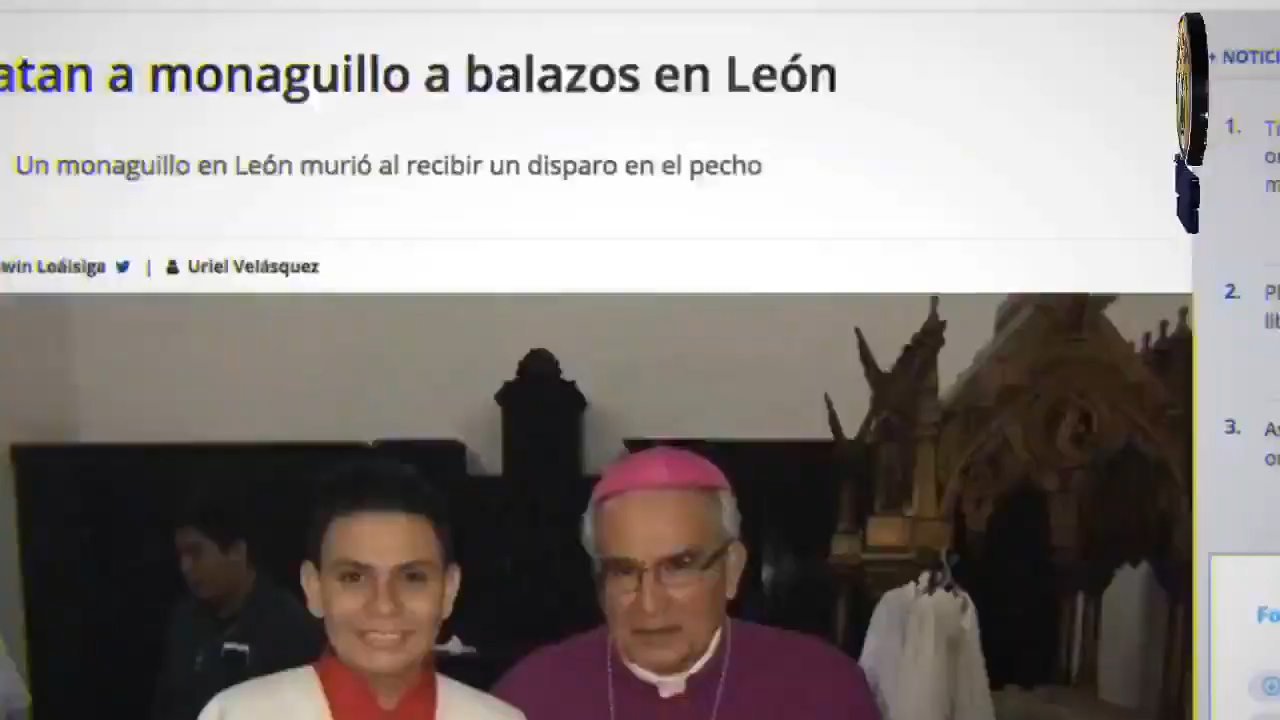 atan a monaguillo a balazos en León
Un monaguillo en León murió al recibir un disparo en el pecho
win Loáisiga | Uriel Velásquez
NOTICI
1.
2.
3.